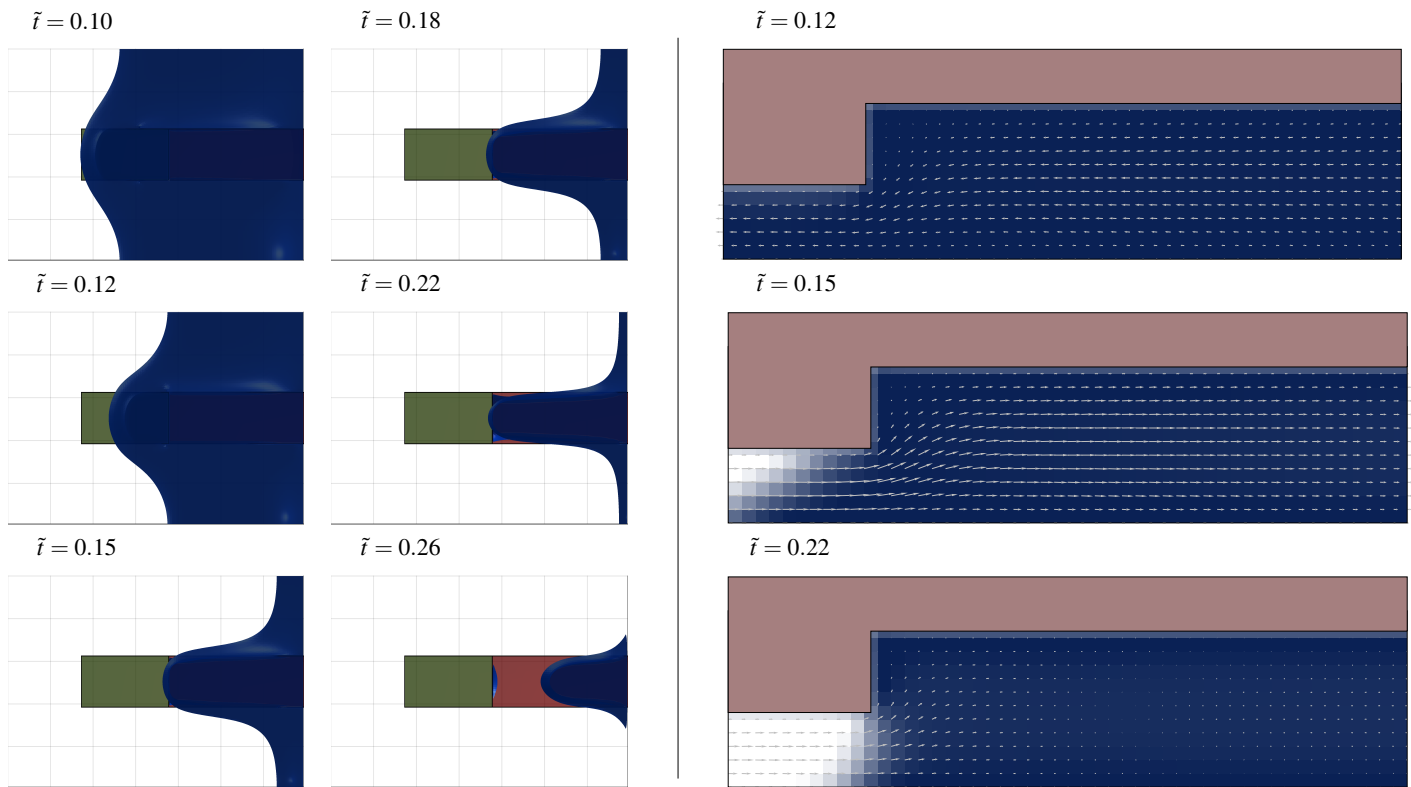 t̃ = 0.10
t̃ = 0.18
t̃ = 0.12
t̃ = 0.12
t̃ = 0.22
t̃ = 0.15
t̃ = 0.15
t̃ = 0.26
t̃ = 0.22